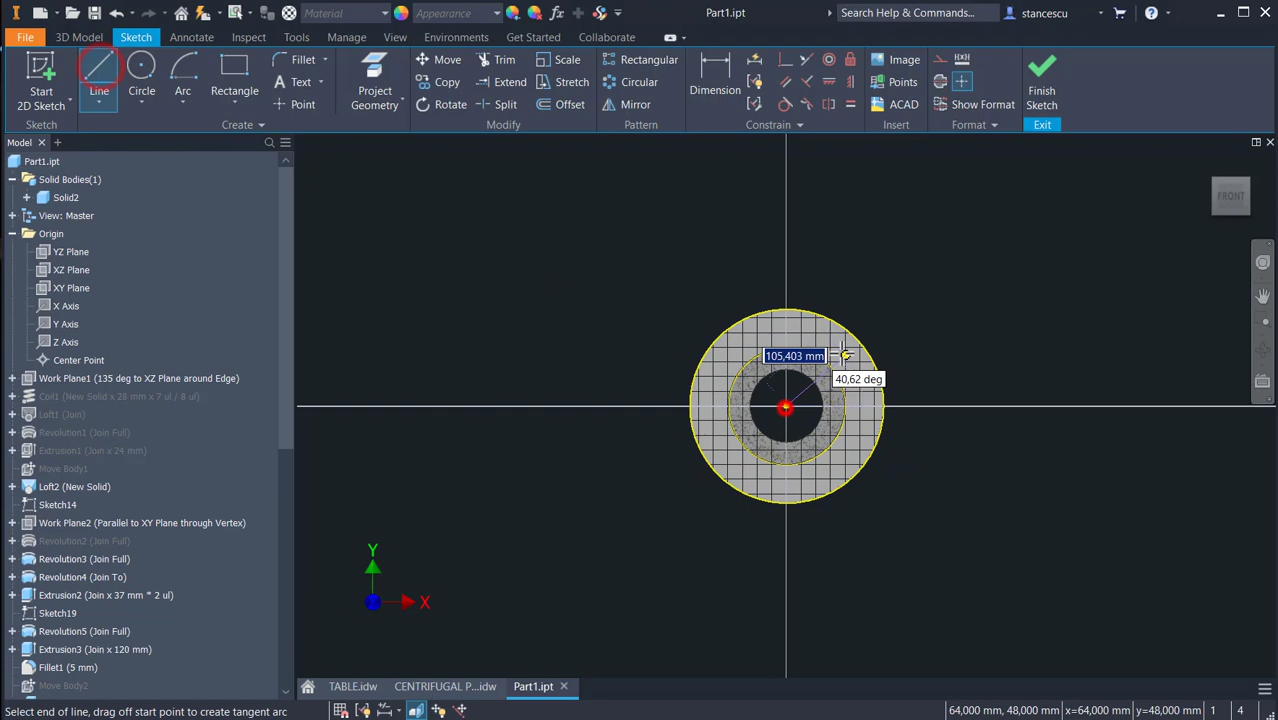 Material
Appearance
Part1.ipt
Search Help & Commands...
stancescu
File
3D Model
Sketch
Annotate
Inspect
Tools
Manage
View
Environments
Get Started
Collaborate
Start
2D Sketch
Line
Circle
Arc
Rectangle
Fillet
Text
Point
Project
Geometry
Move
Copy
Rotate
Trim
Extend
Split
Scale
Stretch
Offset
Rectangular
Circular
Mirror
Dimension
Image
Points
ACAD
Show Format
Finish
Sketch
Sketch
Create
Modify
Pattern
Constrain
Insert
Format
Exit
Model
Part1.ipt
Solid Bodies(1)
Solid2
View: Master
Origin
YZ Plane
XZ Plane
XY Plane
X Axis
Y Axis
Z Axis
Center Point
Work Plane1 (135 deg to XZ Plane around Edge)
Coil1 (New Solid x 28 mm x 7 ul / 8 ul)
Loft1 (Join)
Revolution1 (Join Full)
Extrusion1 (Join x 24 mm)
Move Body1
Loft2 (New Solid)
Sketch14
Work Plane2 (Parallel to XY Plane through Vertex)
Revolution2 (Join Full)
Revolution3 (Join Full)
Revolution4 (Join To)
Extrusion2 (Join x 37 mm * 2 ul)
Sketch19
Revolution5 (Join Full)
Extrusion3 (Join x 120 mm)
Fillet1 (5 mm)
Move Body2
FRONT
105,403 mm
40,62 deg
Y
X
TABLE.idw
CENTRIFUGAL P....idw
Part1.ipt
Select end of line, drag off start point to create tangent arc
64,000 mm, 48,000 mm
x=64,000 mm
y=48,000 mm
1
4